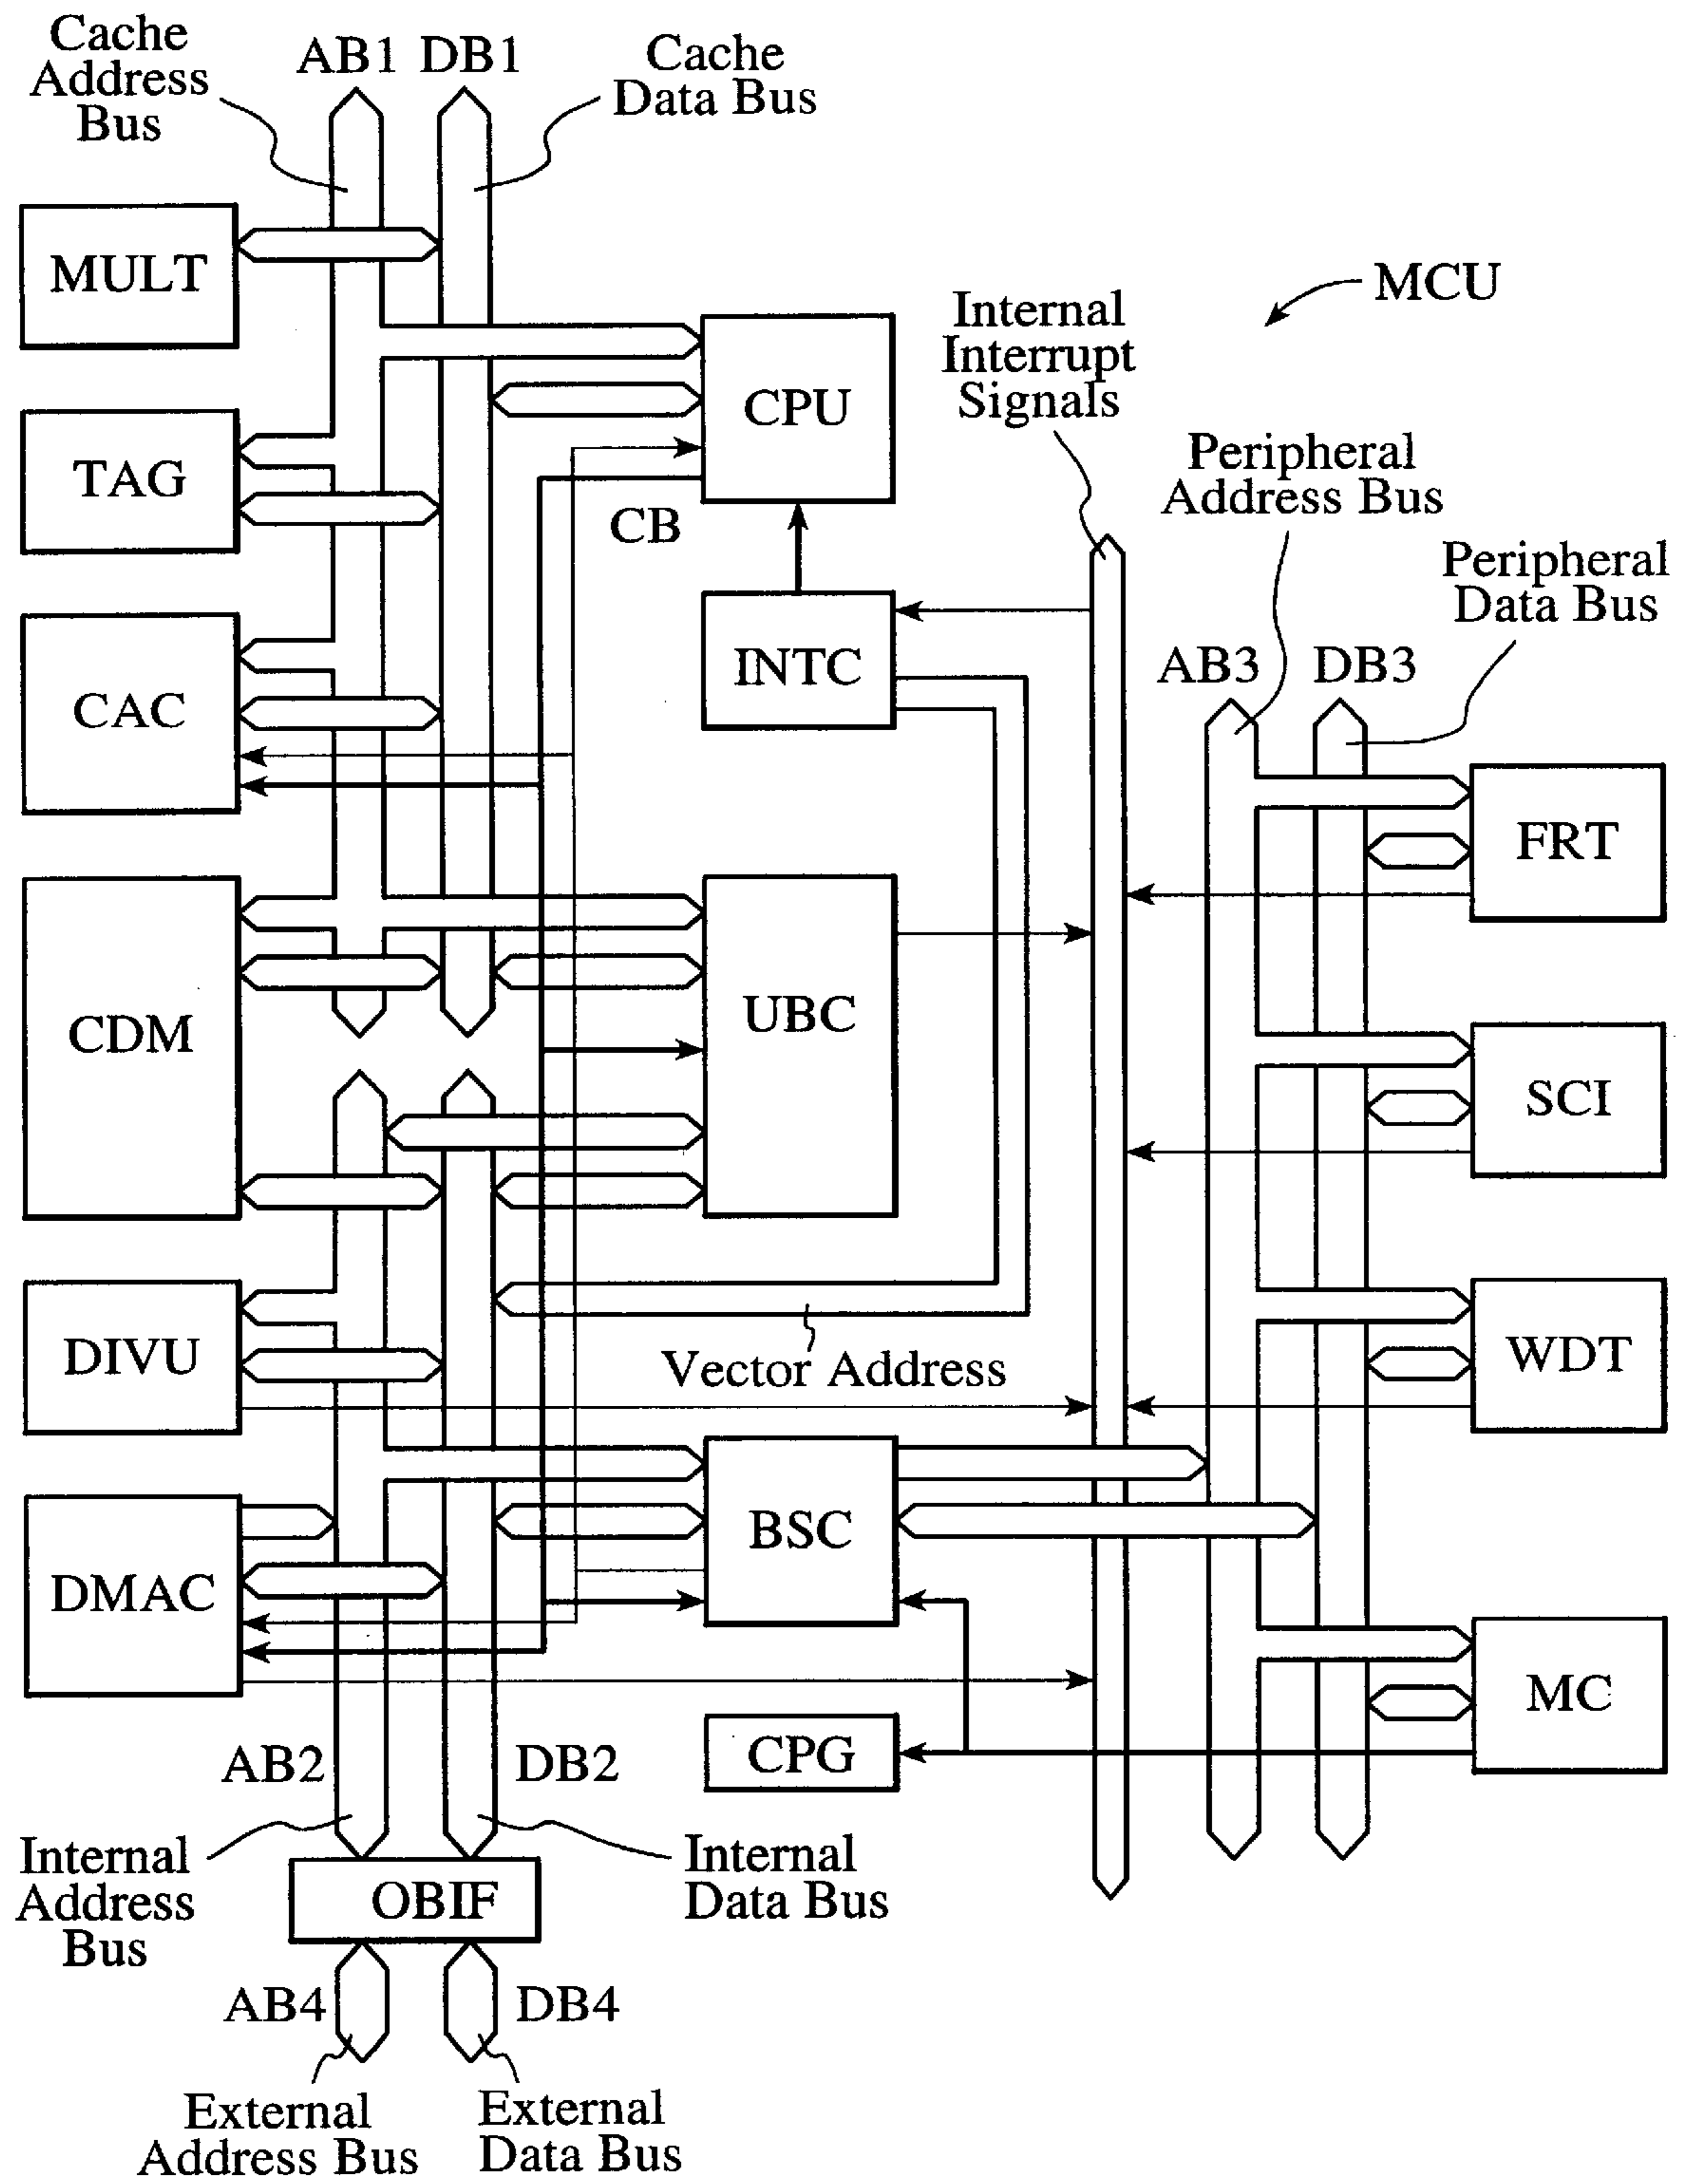 Cache
Address
Bus
AB1
DB1
Cache
Data Bus
MULT
MCU
Internal
Interrupt
Signals
CPU
TAG
Peripheral
Address Bus
CB
Peripheral
Data Bus
INTC
AB3
DB3
CAC
FRT
UBC
CDM
SCI
DIVU
Vector Address
WDT
BSC
DMAC
MC
CPG
AB2
DB2
Internal
Address
Bus
Internal
Data Bus
OBIF
AB4
DB4
External
Address Bus
External
Data Bus